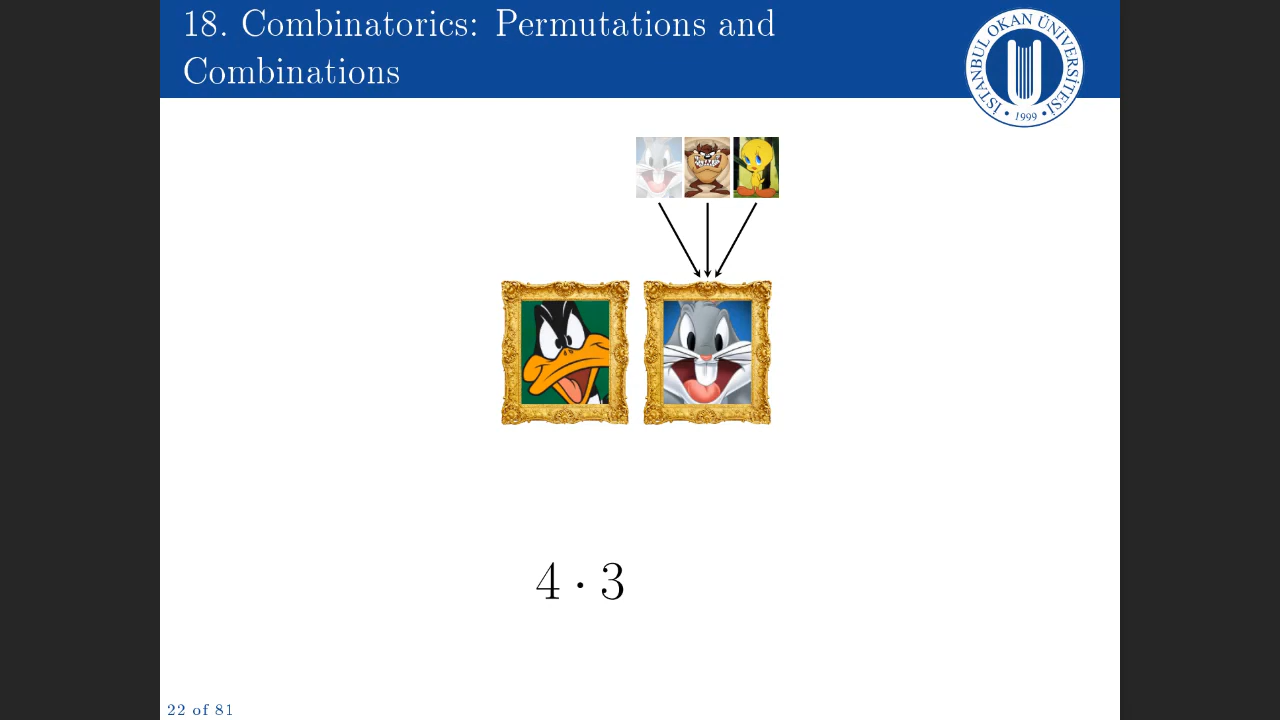 18. Combinatorics: Permutations and
Combinations
İSTANBUL OKAN ÜNİVERSİTESİ
• 1999 •
4 · 3
22 of 81